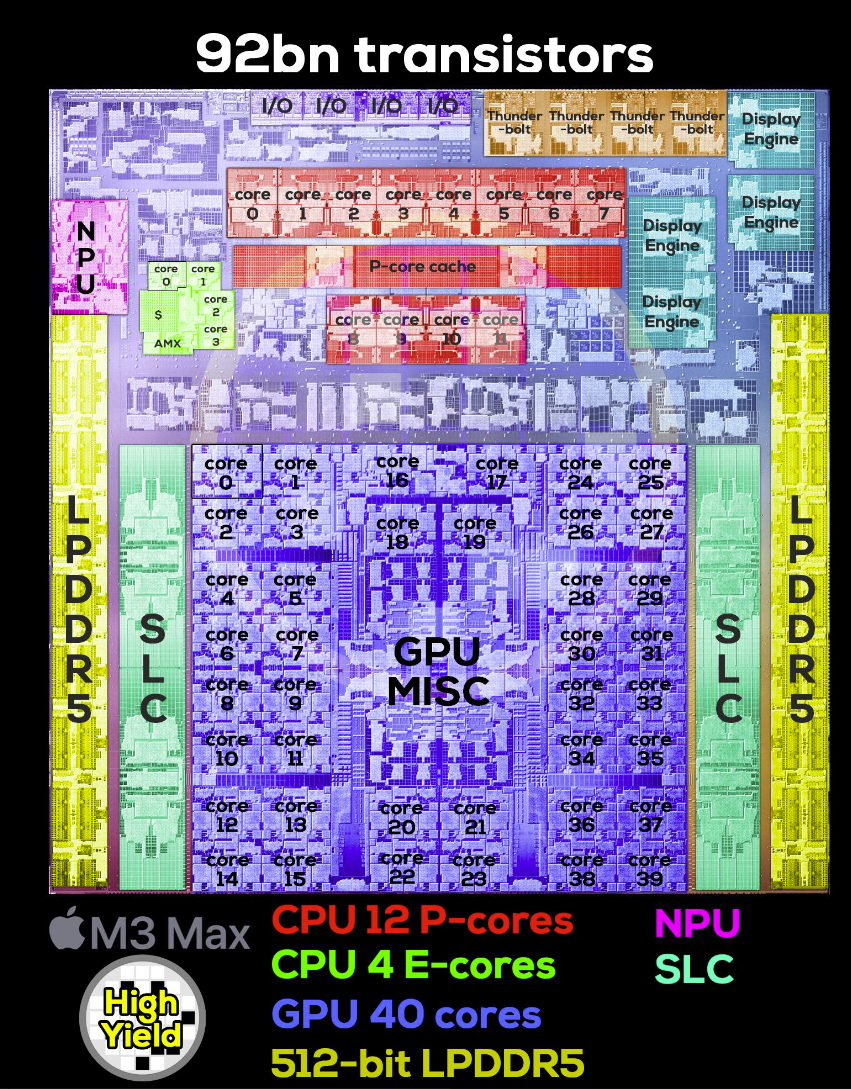 92bn transistors
I/O I/O I/O I/O
Thunder
-bolt
Thunder
-bolt
Thunder
-bolt
Thunder
-bolt
Display
Engine
core
0
core
1
core
2
core
3
core
4
core
5
core
6
core
7
Display
Engine
NPU
Display
Engine
core
0
core
1
P-core cache
core
2
$
core
3
AMX
core
8
core
9
core
10
core
11
Display
Engine
LPDDR5
SLC
core
0
core
1
core
16
core
17
core
24
core
25
core
2
core
3
core
18
core
19
core
26
core
27
core
4
core
5
core
28
core
29
core
6
core
7
GPU
MISC
core
30
core
31
core
8
core
9
core
32
core
33
core
10
core
11
core
34
core
35
core
12
core
13
core
20
core
21
core
36
core
37
core
14
core
15
core
22
core
23
core
38
core
39
SLC
LPDDR5
M3 Max
High
Yield
CPU 12 P-cores
CPU 4 E-cores
GPU 40 cores
512-bit LPDDR5
NPU
SLC